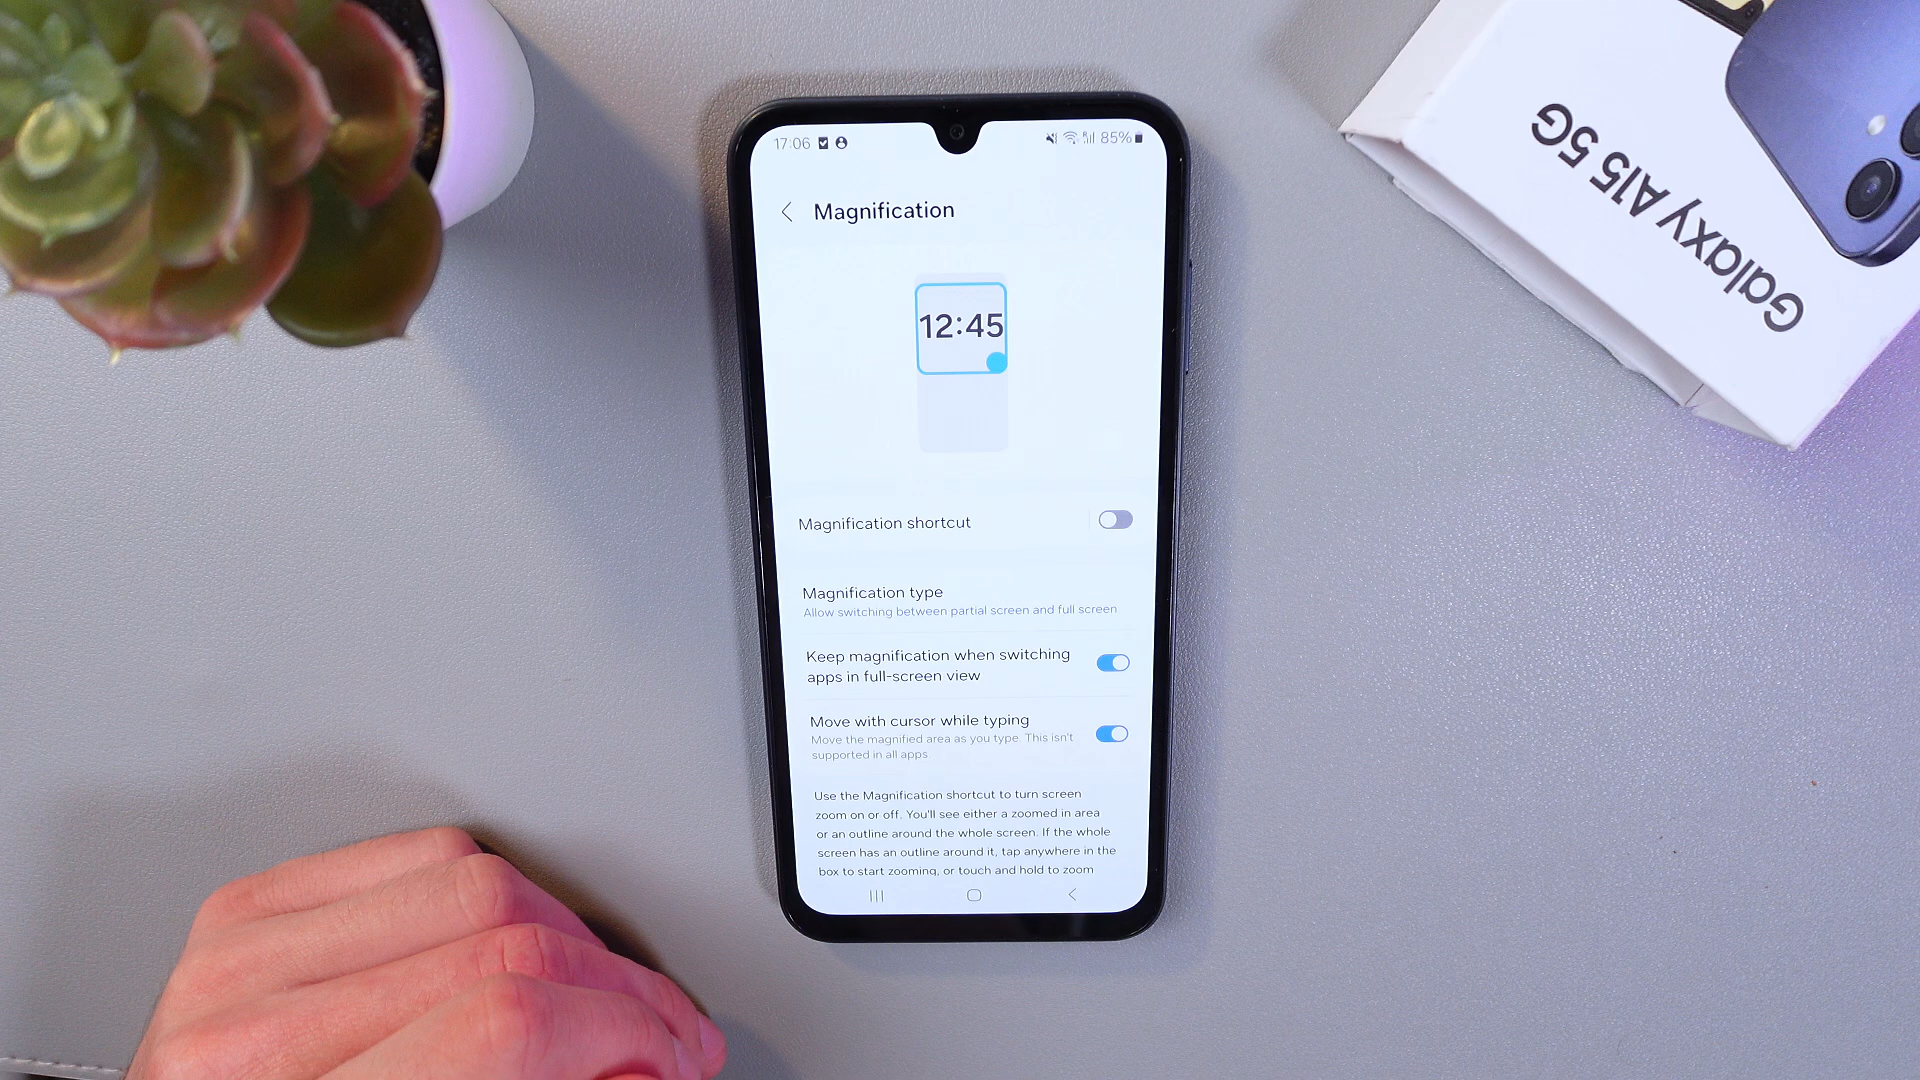 17:06
85%
Magnification
12:45
Magnification shortcut
Magnification type
Allow switching between partial screen and full screen
Keep magnification when switching
apps in full-screen view
Move with cursor while typing
Move the magnified area as you type. This isn't
supported in all apps.
Use the Magnification shortcut to turn screen
zoom on or off. You'll see either a zoomed in area
or an outline around the whole screen. If the whole
screen has an outline around it, tap anywhere in the
box to start zooming, or touch and hold to zoom
Galaxy A15 5G